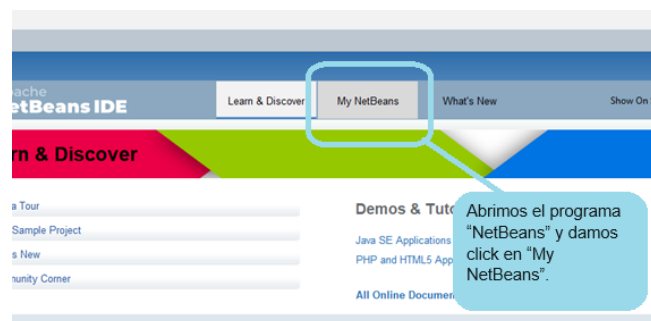 pache
etBeans IDE
Learn & Discover
My NetBeans
What's New
Show On
rn & Discover
a Tour
Sample Project
s New
nunity Corner
Demos & Tuto
Java SE Applications
PHP and HTML5 App
All Online Documen
Abrimos el programa
“NetBeans” y damos
click en “My
NetBeans”.